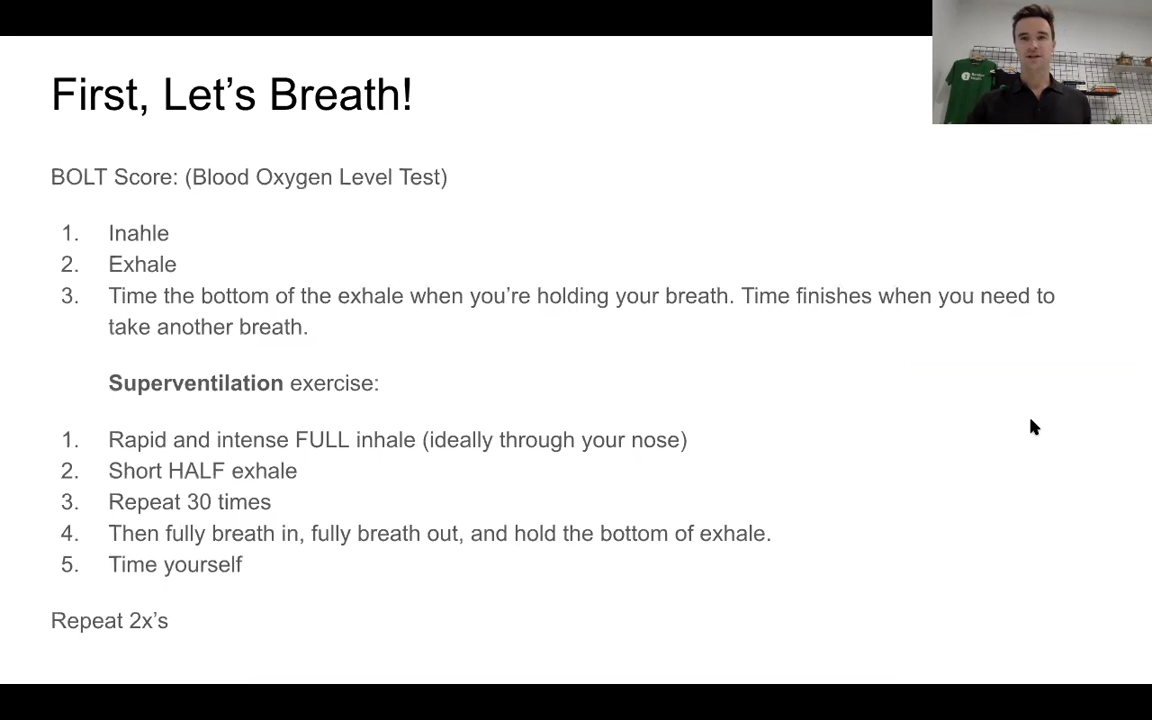 First, Let’s Breath!
BOLT Score: (Blood Oxygen Level Test)
1. Inahle
2. Exhale
3. Time the bottom of the exhale when you’re holding your breath. Time finishes when you need to
take another breath.
Superventilation exercise:
1. Rapid and intense FULL inhale (ideally through your nose)
2. Short HALF exhale
3. Repeat 30 times
4. Then fully breath in, fully breath out, and hold the bottom of exhale.
5. Time yourself
Repeat 2x’s